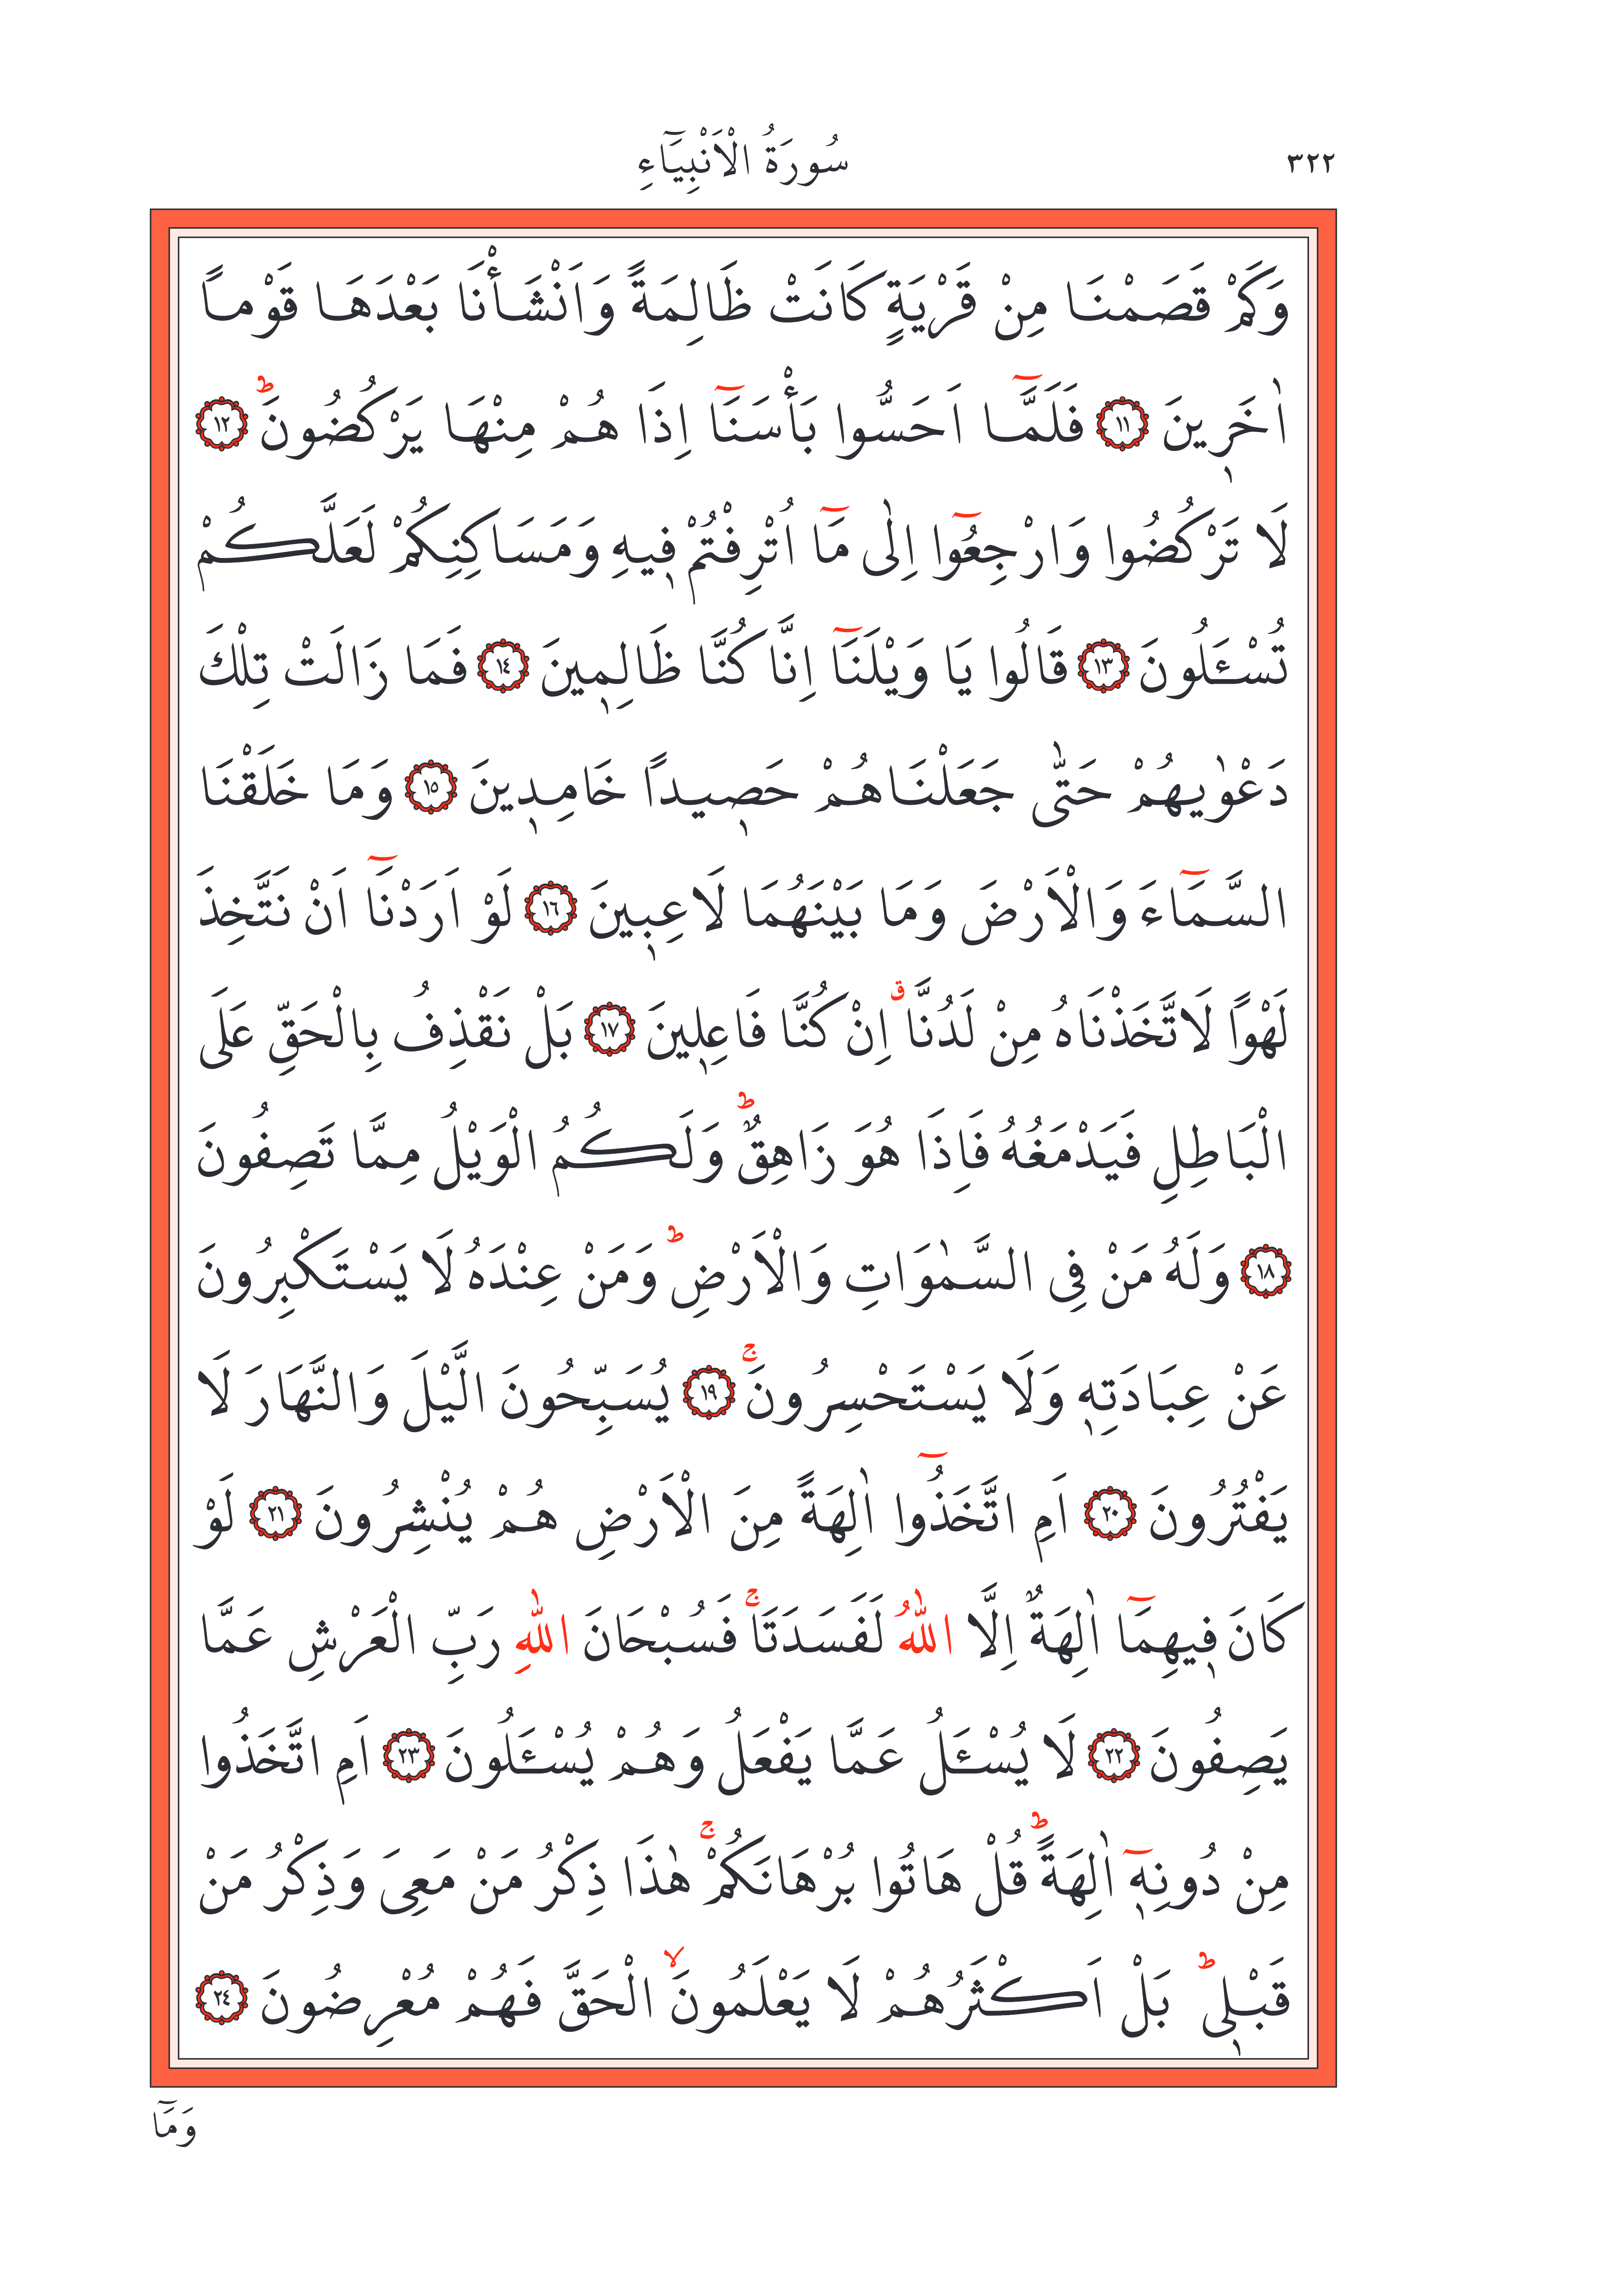 ٣٢٢
سُورَةُ الْاَنْبِيَٓاءِ
وَكَمْ قَصَمْنَا مِنْ قَرْيَةٍ كَانَتْ ظَالِمَةً وَاَنْشَأْنَا بَعْدَهَا قَوْماً
اٰخَرٖينَ ﴿١١﴾ فَلَمَّٓا اَحَسُّوا بَأْسَنَٓا اِذَا هُمْ مِنْهَا يَرْكُضُونَؕ ﴿١٢﴾
لَا تَرْكُضُوا وَارْجِعُٓوا اِلٰى مَٓا اُتْرِفْتُمْ فٖيهِ وَمَسَاكِنِكُمْ لَعَلَّكُمْ
تُسْـَٔلُونَ ﴿١٣﴾ قَالُوا يَا وَيْلَنَٓا اِنَّا كُنَّا ظَالِمٖينَ ﴿١٤﴾ فَمَا زَالَتْ تِلْكَ
دَعْوٰيهُمْ حَتّٰى جَعَلْنَاهُمْ حَصٖيداً خَامِدٖينَ ﴿١٥﴾ وَمَا خَلَقْنَا
السَّمَٓاءَ وَالْاَرْضَ وَمَا بَيْنَهُمَا لَاعِبٖينَ ﴿١٦﴾ لَوْ اَرَدْنَٓا اَنْ نَتَّخِذَ
لَهْواً لَاتَّخَذْنَاهُ مِنْ لَدُنَّاۗ اِنْ كُنَّا فَاعِلٖينَ ﴿١٧﴾ بَلْ نَقْذِفُ بِالْحَقِّ عَلَى
الْبَاطِلِ فَيَدْمَغُهُ فَاِذَا هُوَ زَاهِقٌؕ وَلَكُمُ الْوَيْلُ مِمَّا تَصِفُونَ
﴿١٨﴾ وَلَهُ مَنْ فِى السَّمٰوَاتِ وَالْاَرْضِؕ وَمَنْ عِنْدَهُ لَا يَسْتَكْبِرُونَ
عَنْ عِبَادَتِهٖ وَلَا يَسْتَحْسِرُونَۚ ﴿١٩﴾ يُسَبِّحُونَ الَّيْلَ وَالنَّهَارَ لَا
يَفْتُرُونَ ﴿٢٠﴾ اَمِ اتَّخَذُٓوا اٰلِهَةً مِنَ الْاَرْضِ هُمْ يُنْشِرُونَ ﴿٢١﴾ لَوْ
كَانَ فٖيهِمَٓا اٰلِهَةٌ اِلَّا اللّٰهُ لَفَسَدَتَاۚ فَسُبْحَانَ اللّٰهِ رَبِّ الْعَرْشِ عَمَّا
يَصِفُونَ ﴿٢٢﴾ لَا يُسْـَٔلُ عَمَّا يَفْعَلُ وَهُمْ يُسْـَٔلُونَ ﴿٢٣﴾ اَمِ اتَّخَذُوا
مِنْ دُونِهٖٓ اٰلِهَةًؕ قُلْ هَاتُوا بُرْهَانَكُمْۚ هٰذَا ذِكْرُ مَنْ مَعِىَ وَذِكْرُ مَنْ
قَبْلٖىؕ بَلْ اَكْثَرُهُمْ لَا يَعْلَمُونَۙ الْحَقَّ فَهُمْ مُعْرِضُونَ ﴿٢٤﴾
وَمَٓا